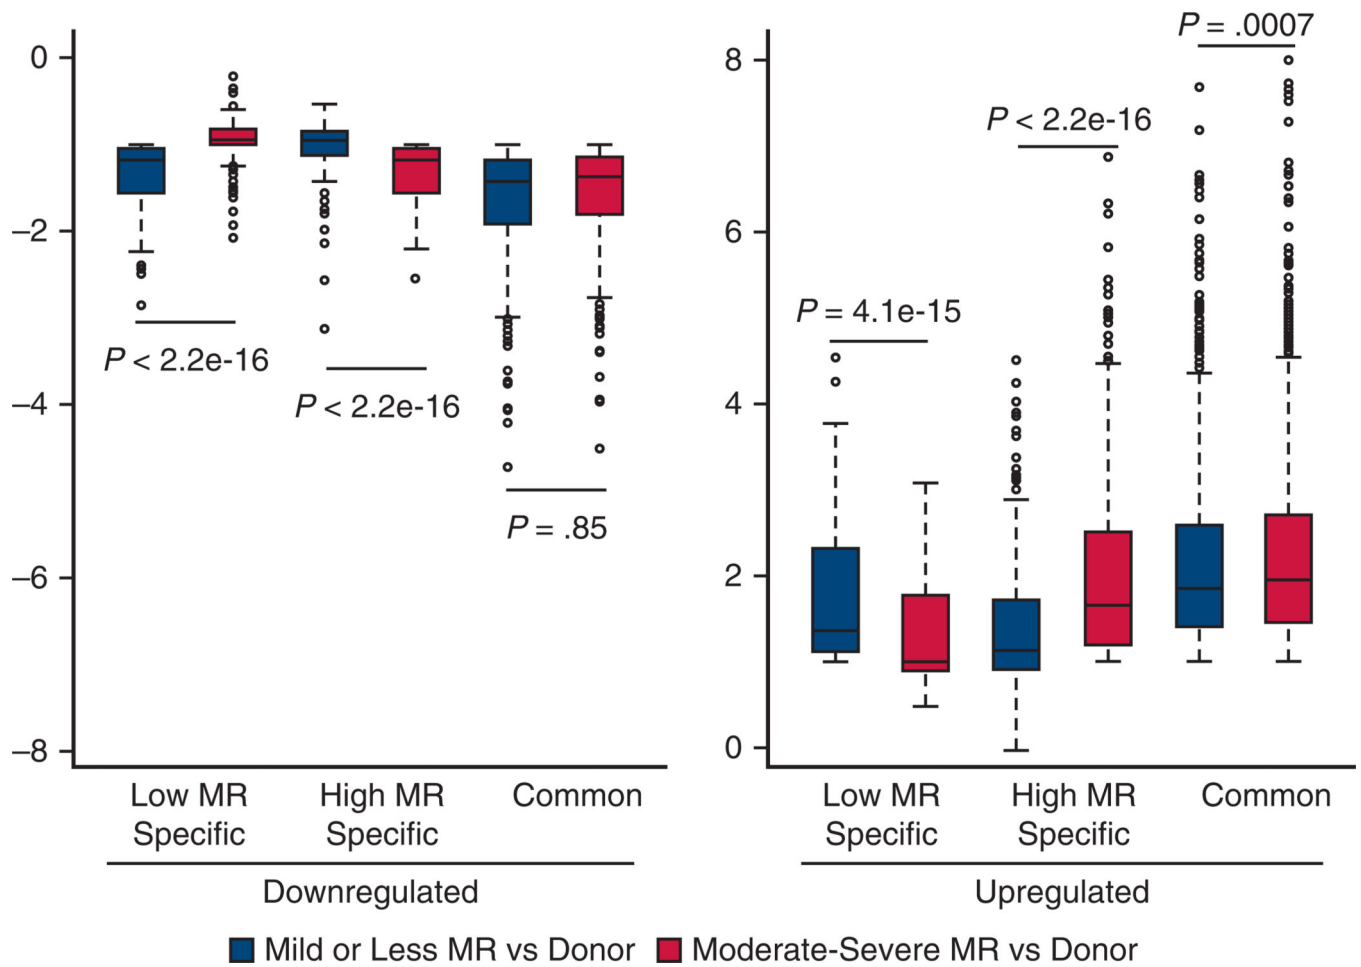 0
–2
–4
–6
–8
P < 2.2e-16
P < 2.2e-16
P = .85
Low MR
Specific
High MR
Specific
Common
Downregulated
8
6
4
2
0
P = 4.1e-15
P < 2.2e-16
P = .0007
Low MR
Specific
High MR
Specific
Common
Upregulated
Mild or Less MR vs Donor
Moderate-Severe MR vs Donor